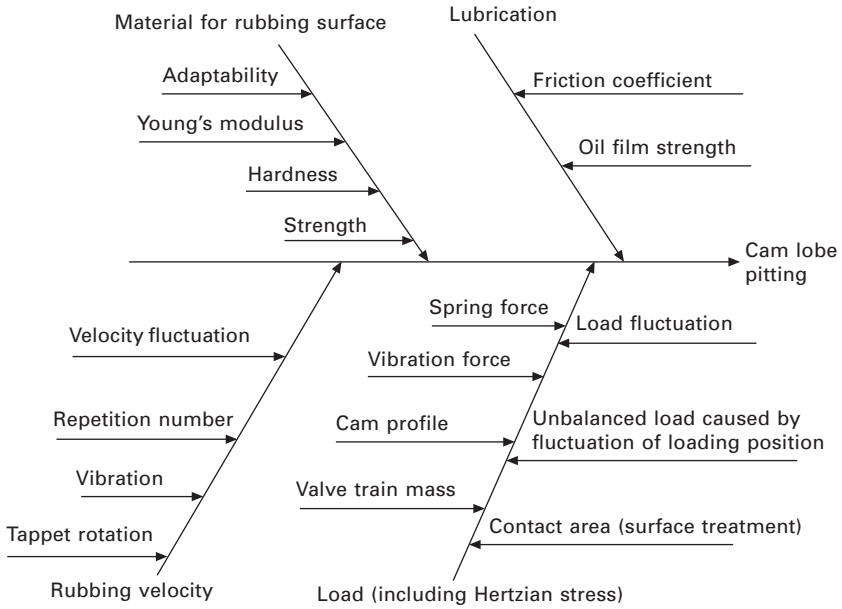 Material for rubbing surface
Lubrication
Adaptability
Friction coefficient
Young's modulus
Oil film strength
Hardness
Strength
Cam lobe
pitting
Spring force
Load fluctuation
Velocity fluctuation
Vibration force
Repetition number
Cam profile
Unbalanced load caused by
fluctuation of loading position
Vibration
Valve train mass
Tappet rotation
Contact area (surface treatment)
Rubbing velocity
Load (including Hertzian stress)